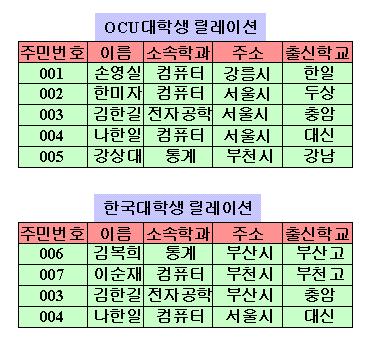 OCU대학생 릴레이션
주민번호 이름 소속학과 주소 출신학교
001 손영실 컴퓨터 강릉시 한일
002 한미자 컴퓨터 서울시 두상
003 김한길 전자공학 서울시 충암
004 나한일 컴퓨터 서울시 대신
005 강상대 통계 부천시 강남
한국대학생 릴레이션
주민번호 이름 소속학과 주소 출신학교
006 김복희 통계 부산시 부산고
007 이순재 컴퓨터 부천시 부천고
003 김한길 전자공학 부산시 충암
004 나한일 컴퓨터 서울시 대신